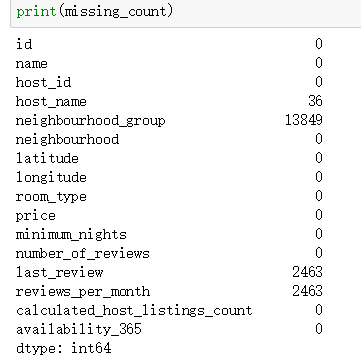 print(missing_count)
id 0
name 0
host_id 0
host_name 36
neighbourhood_group 13849
neighbourhood 0
latitude 0
longitude 0
room_type 0
price 0
minimum_nights 0
number_of_reviews 0
last_review 2463
reviews_per_month 2463
calculated_host_listings_count 0
availability_365 0
dtype: int64